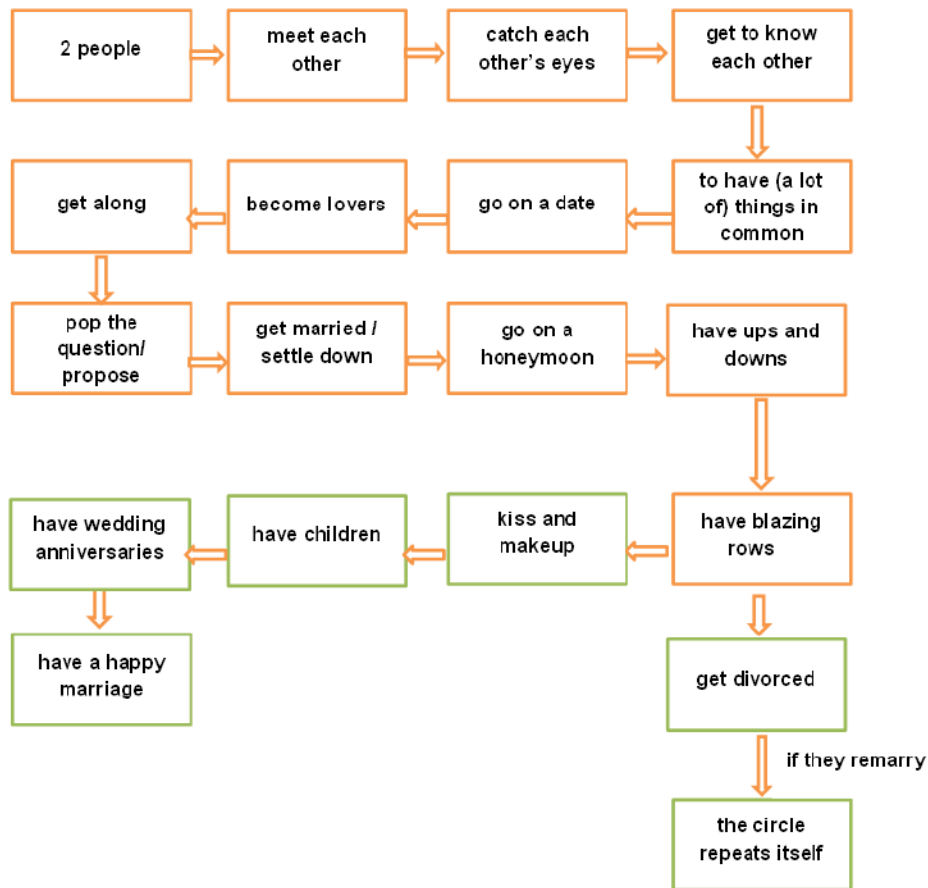 2 people
meet each
other
catch each
other's eyes
get to know
each other
to have (a lot
of) things in
common
go on a date
become lovers
get along
pop the
question/
propose
get married /
settle down
go on a
honeymoon
have ups and
downs
have blazing
rows
kiss and
makeup
have children
have wedding
anniversaries
have a happy
marriage
get divorced
if they remarry
the circle
repeats itself